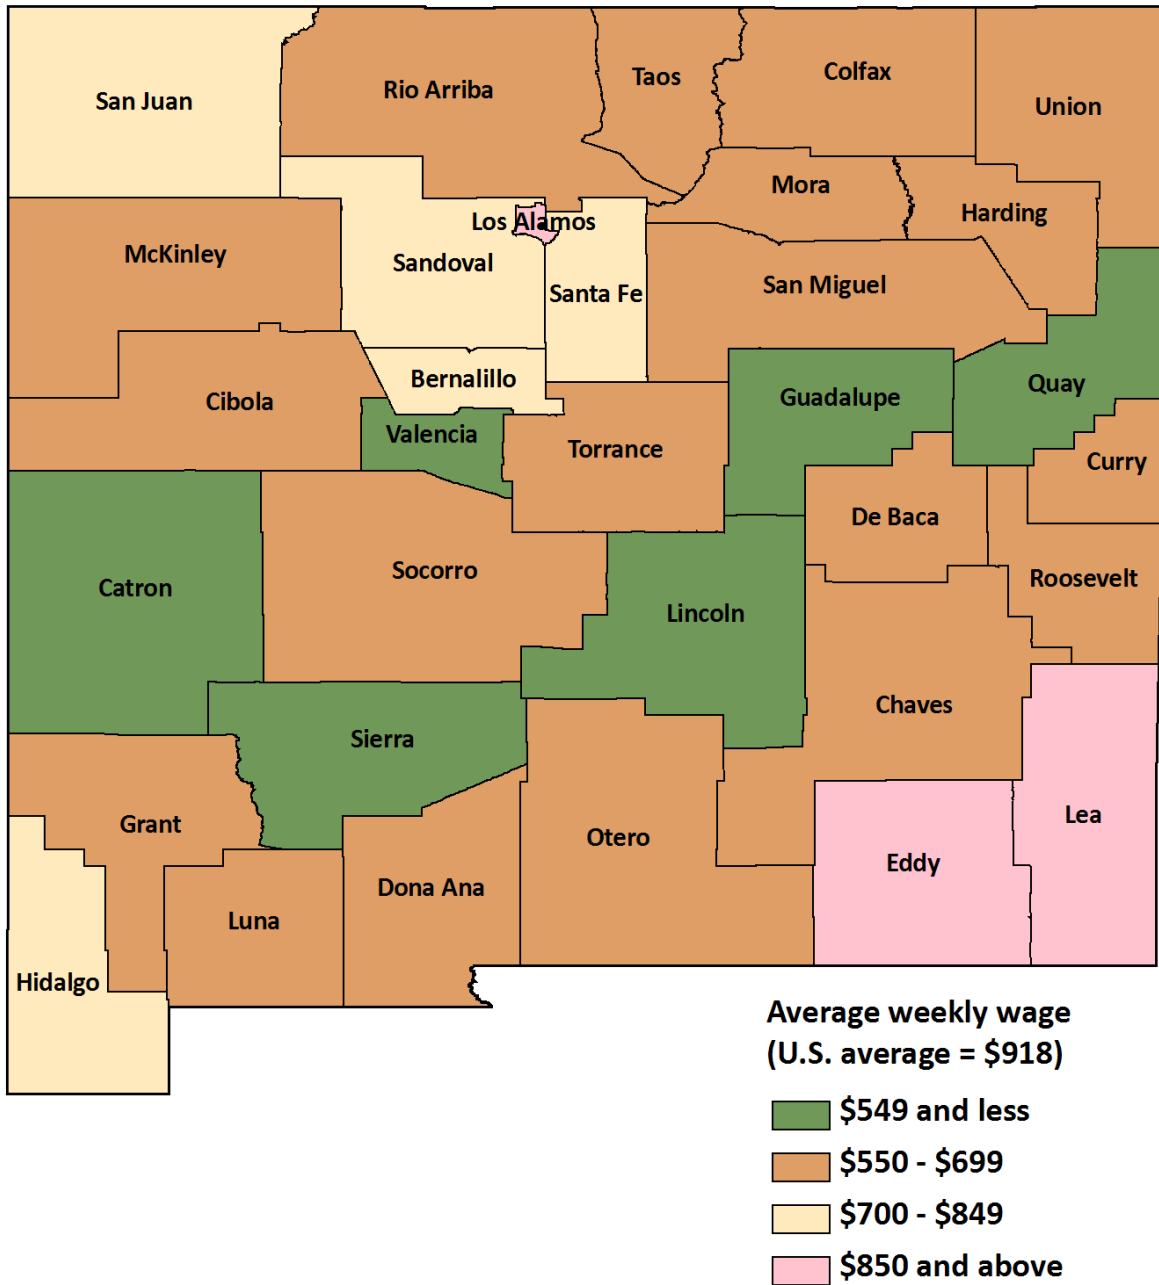 San Juan
Rio Arriba
Taos
Colfax
Union
Mora
Harding
Los Alamos
McKinley
Sandoval
Santa Fe
San Miguel
Bernalillo
Cibola
Guadalupe
Quay
Valencia
Torrance
Curry
De Baca
Catron
Socorro
Lincoln
Roosevelt
Chaves
Sierra
Grant
Otero
Lea
Eddy
Dona Ana
Luna
Hidalgo
Average weekly wage
(U.S. average = $918)
$549 and less
$550 - $699
$700 - $849
$850 and above